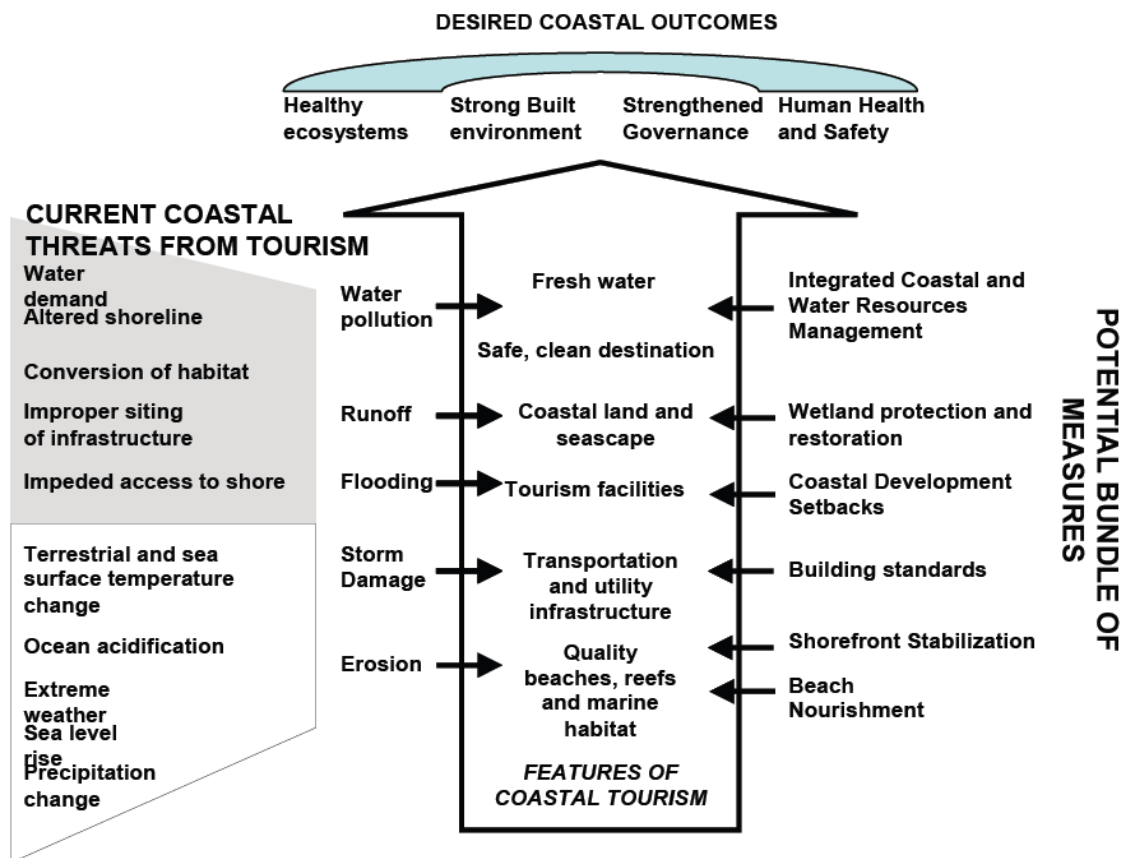 DESIRED COASTAL OUTCOMES
Healthy
ecosystems
Strong Built
environment
Strengthened
Governance
Human Health
and Safety
CURRENT COASTAL
THREATS FROM TOURISM
Water
demand
Altered shoreline
Conversion of habitat
Improper siting
of infrastructure
Impeded access to shore
Terrestrial and sea
surface temperature
change
Ocean acidification
Extreme
weather
Sea level
rise
Precipitation
change
Water
pollution
Runoff
Flooding
Storm
Damage
Erosion
Fresh water
Safe, clean destination
Coastal land and
seascape
Tourism facilities
Transportation
and utility
infrastructure
Quality
beaches, reefs
and marine
habitat
FEATURES OF
COASTAL TOURISM
Integrated Coastal and
Water Resources
Management
Wetland protection and
restoration
Coastal Development
Setbacks
Building standards
Shorefront Stabilization
Beach
Nourishment
POTENTIAL BUNDLE OF
MEASURES